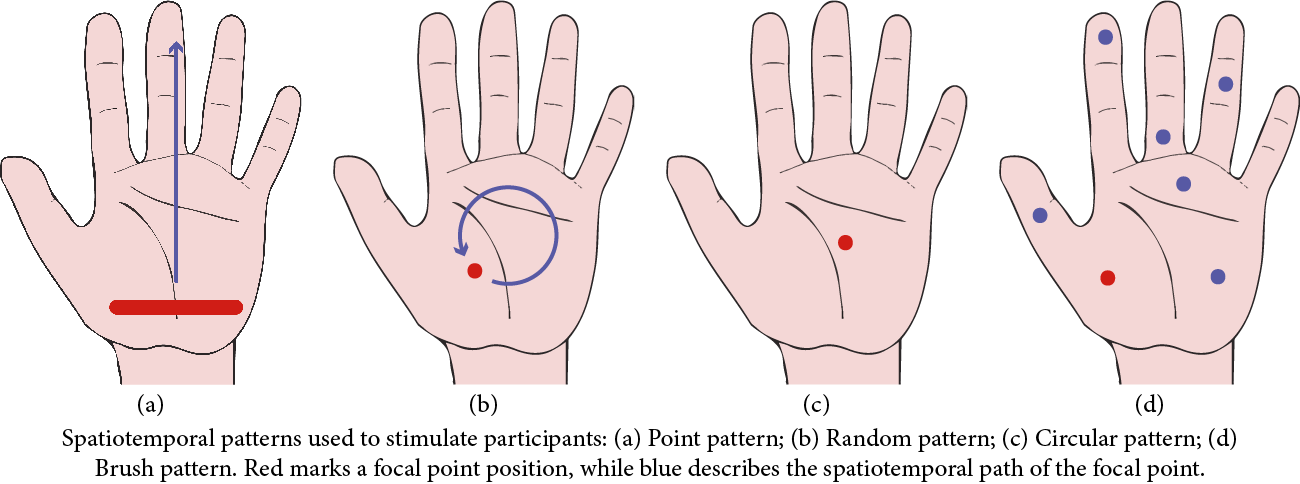 (a) (b) (c) (d)
Spatiotemporal patterns used to stimulate participants: (a) Point pattern; (b) Random pattern; (c) Circular pattern; (d)
Brush pattern. Red marks a focal point position, while blue describes the spatiotemporal path of the focal point.